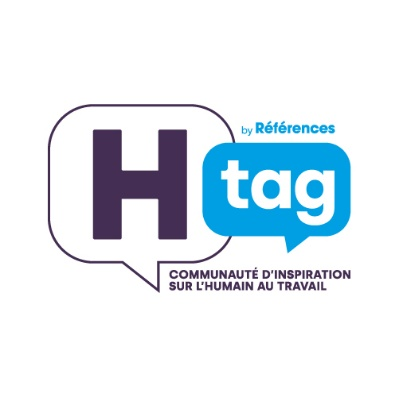 by Références
H
tag
COMMUNAUTÉ D'INSPIRATION
SUR L'HUMAIN AU TRAVAIL